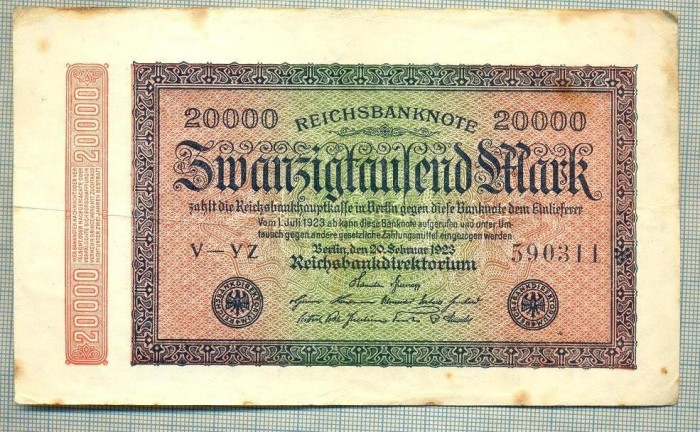 20000 REICHSBANKNOTE 20000
Zwanzigtausend Mark
zahlt die Reichsbankhauptkasse in Berlin gegen diese Banknote dem Einlieferer
Vom 1. Juli 1923 ab kann diese Banknote aufgerufen und unter Um-
tausch gegen andere gesetzliche Zahlungsmittel eingezogen werden
Berlin, den 20. Februar 1923
V-YZ 590311 *
Reichsbankdirektorium
20000
20000